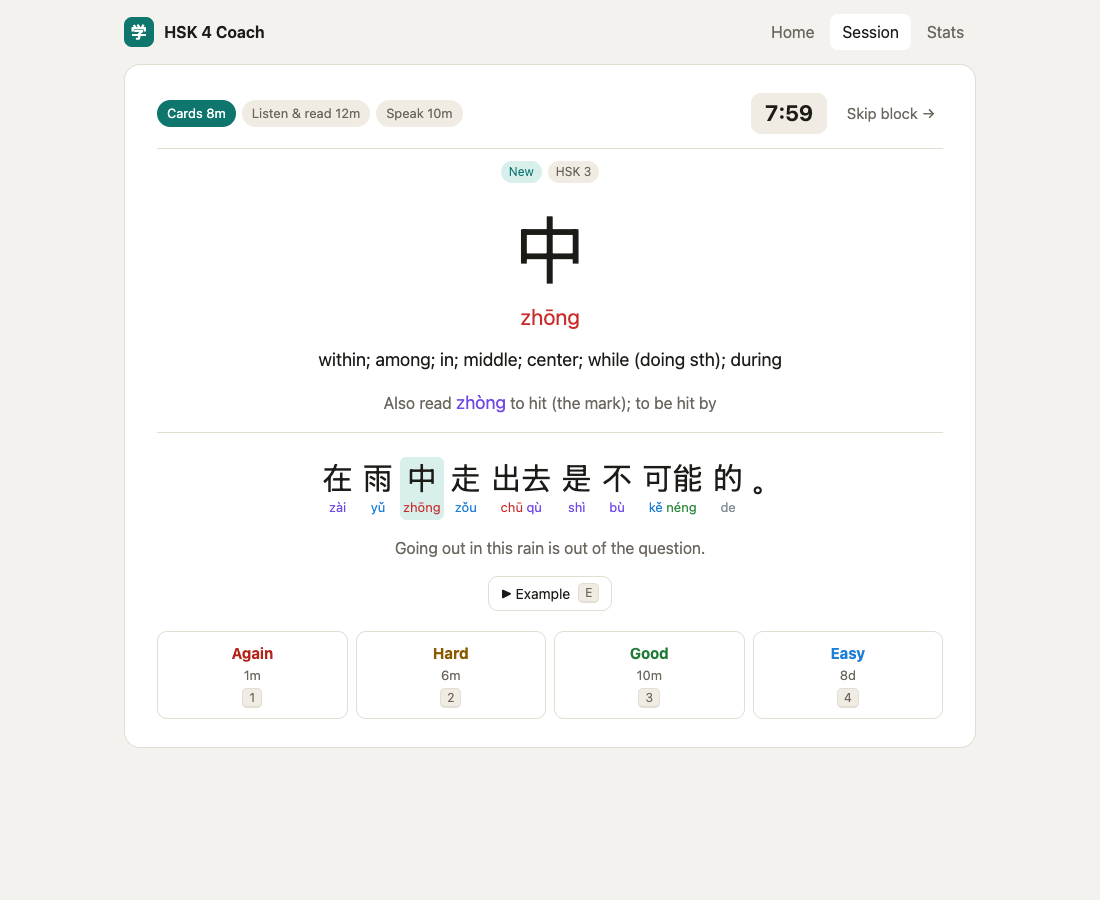 学 HSK 4 Coach Home Session Stats
Cards 8m Listen & read 12m Speak 10m 7:59 Skip block →
New HSK 3
中
zhōng
within; among; in; middle; center; while (doing sth); during
Also read zhòng to hit (the mark); to be hit by
在 雨 中 走 出去 是 不 可能 的 。
zài yǔ zhōng zǒu chū qù shì bù kě néng de
Going out in this rain is out of the question.
▶ Example E
Again Hard Good Easy
1m 6m 10m 8d
1 2 3 4